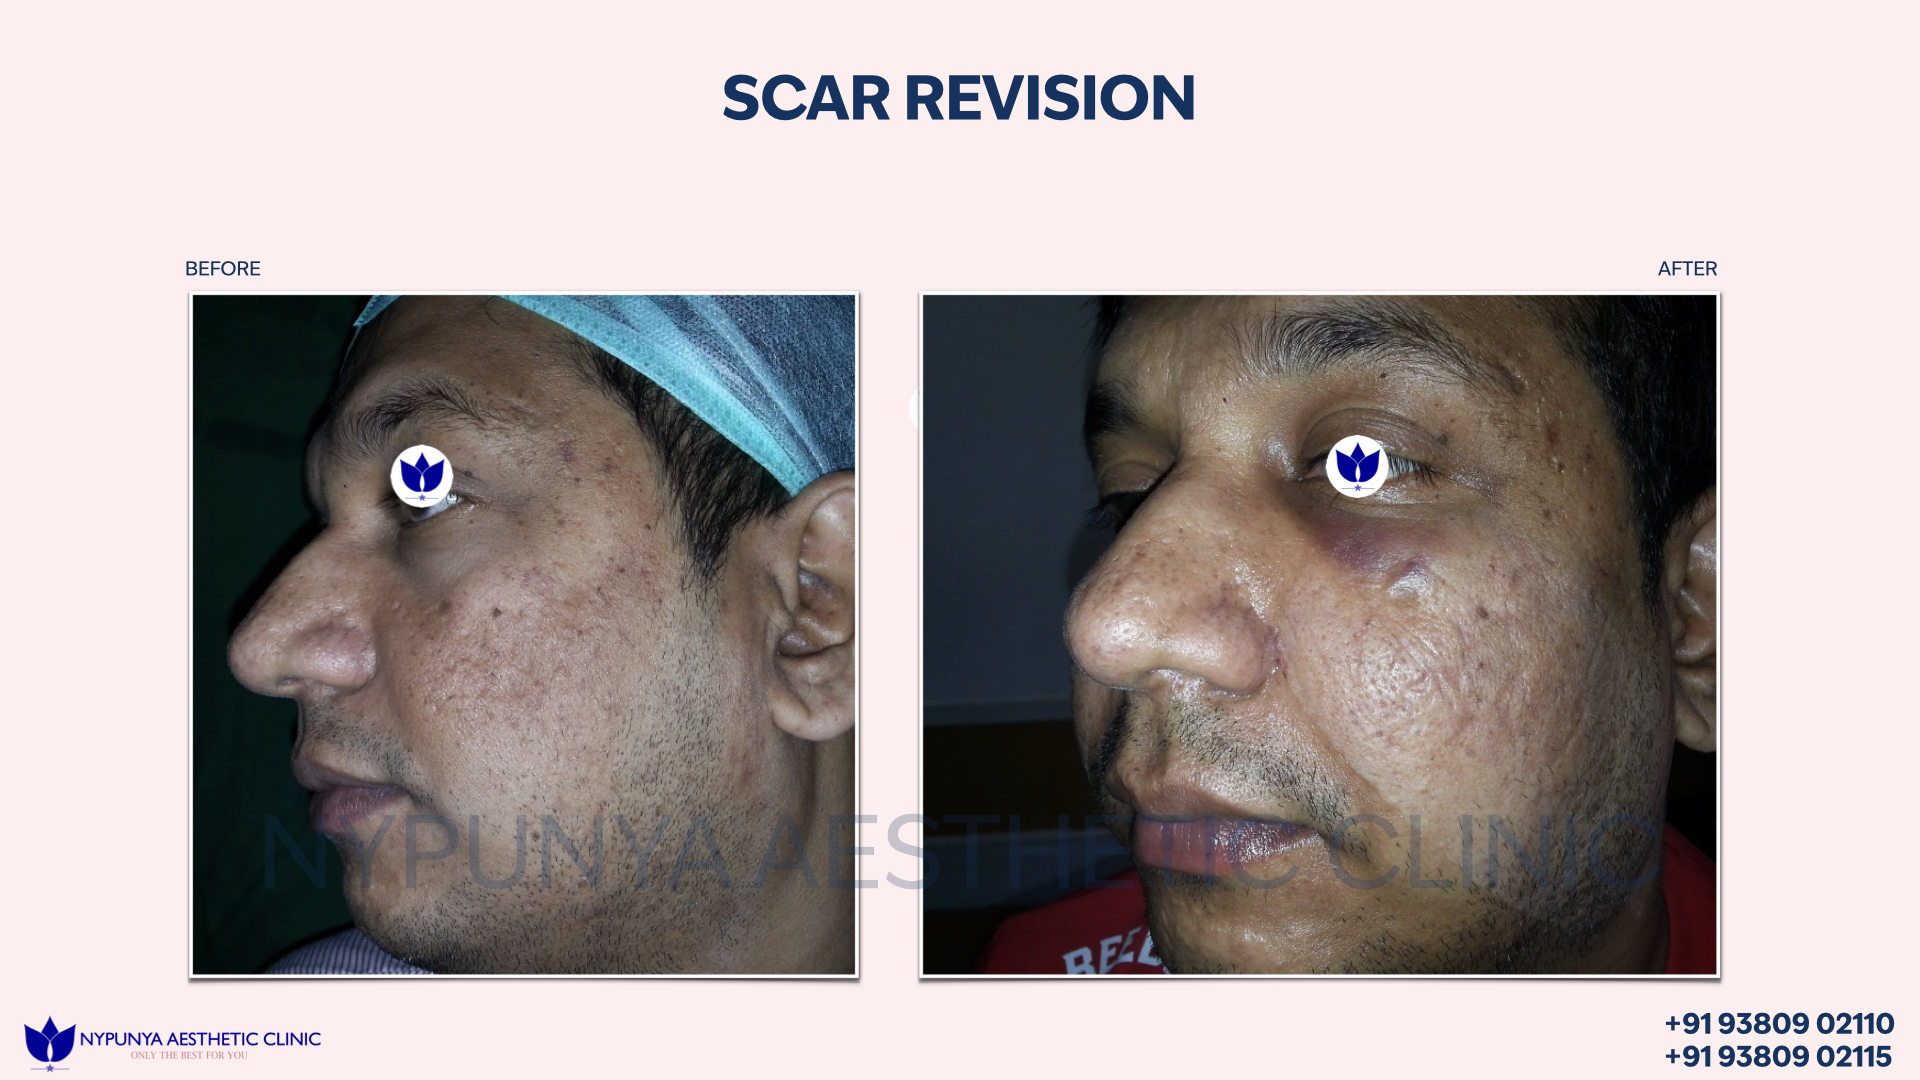 SCAR REVISION
BEFORE
AFTER
NYPUNYA AESTHETIC CLINIC
NYPUNYA AESTHETIC CLINIC
ONLY THE BEST FOR YOU
+91 93809 02110
+91 93809 02115